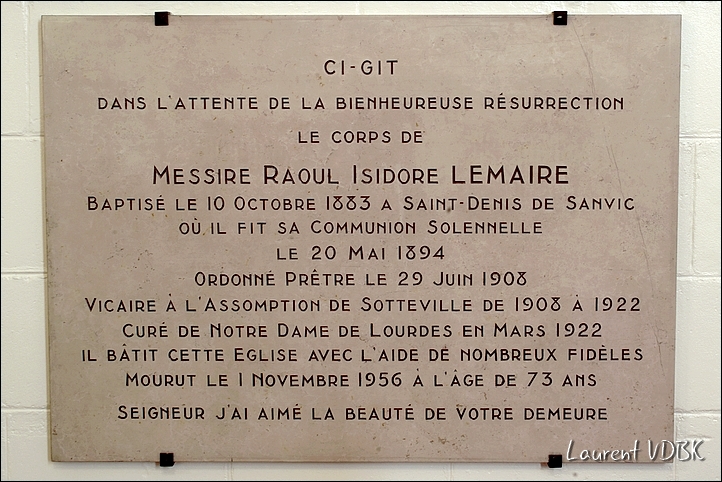 CI-GIT
DANS L'ATTENTE DE LA BIENHEUREUSE RÉSURRECTION
LE CORPS DE
MESSIRE RAOUL ISIDORE LEMAIRE
BAPTISÉ LE 10 OCTOBRE 1883 A SAINT-DENIS DE SANVIC
OÙ IL FIT SA COMMUNION SOLENNELLE
LE 20 MAI 1894
ORDONNÉ PRÊTRE LE 29 JUIN 1908
VICAIRE À L'ASSOMPTION DE SOTTEVILLE DE 1908 À 1922
CURÉ DE NOTRE DAME DE LOURDES EN MARS 1922
IL BÂTIT CETTE EGLISE AVEC L'AIDE DE NOMBREUX FIDÈLES
MOURUT LE 1 NOVEMBRE 1956 À L'ÂGE DE 73 ANS
SEIGNEUR J'AI AIMÉ LA BEAUTÉ DE VOTRE DEMEURE
Laurent VDBK